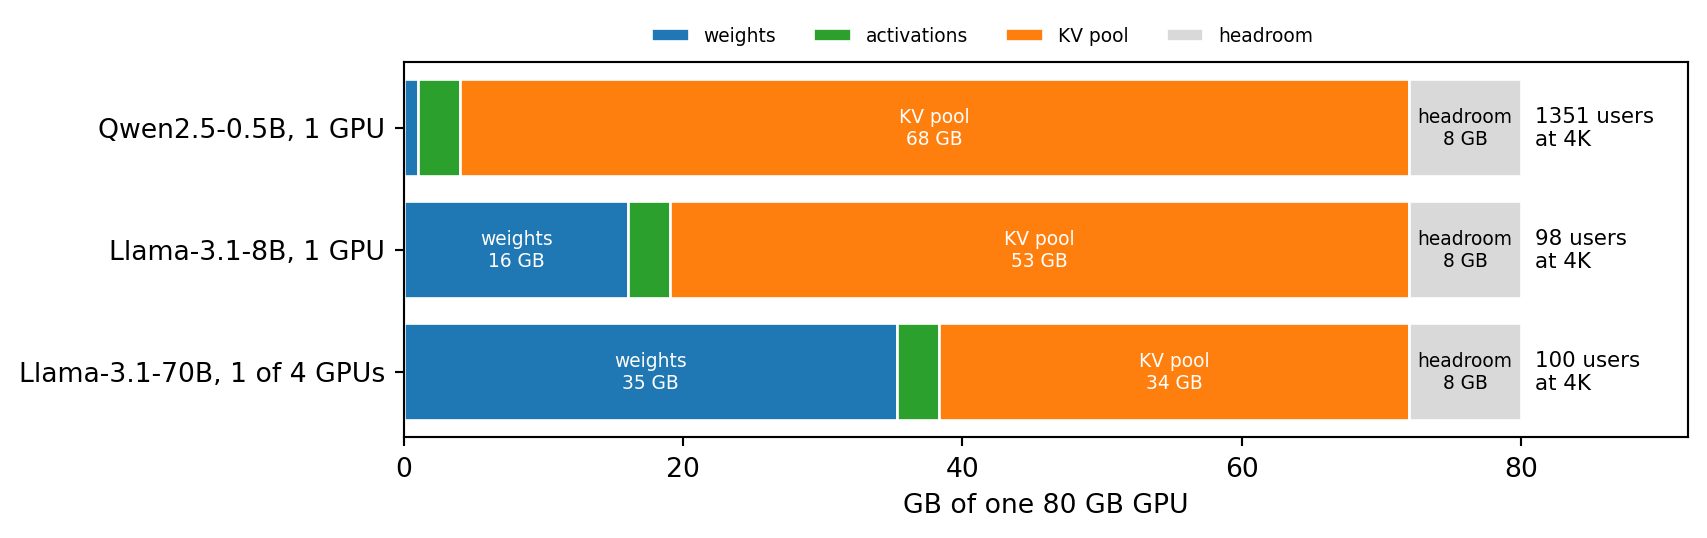 weights activations KV pool headroom
Qwen2.5-0.5B, 1 GPU
KV pool
68 GB
headroom
8 GB
1351 users
at 4K
Llama-3.1-8B, 1 GPU
weights
16 GB
KV pool
53 GB
headroom
8 GB
98 users
at 4K
Llama-3.1-70B, 1 of 4 GPUs
weights
35 GB
KV pool
34 GB
headroom
8 GB
100 users
at 4K
0 20 40 60 80
GB of one 80 GB GPU